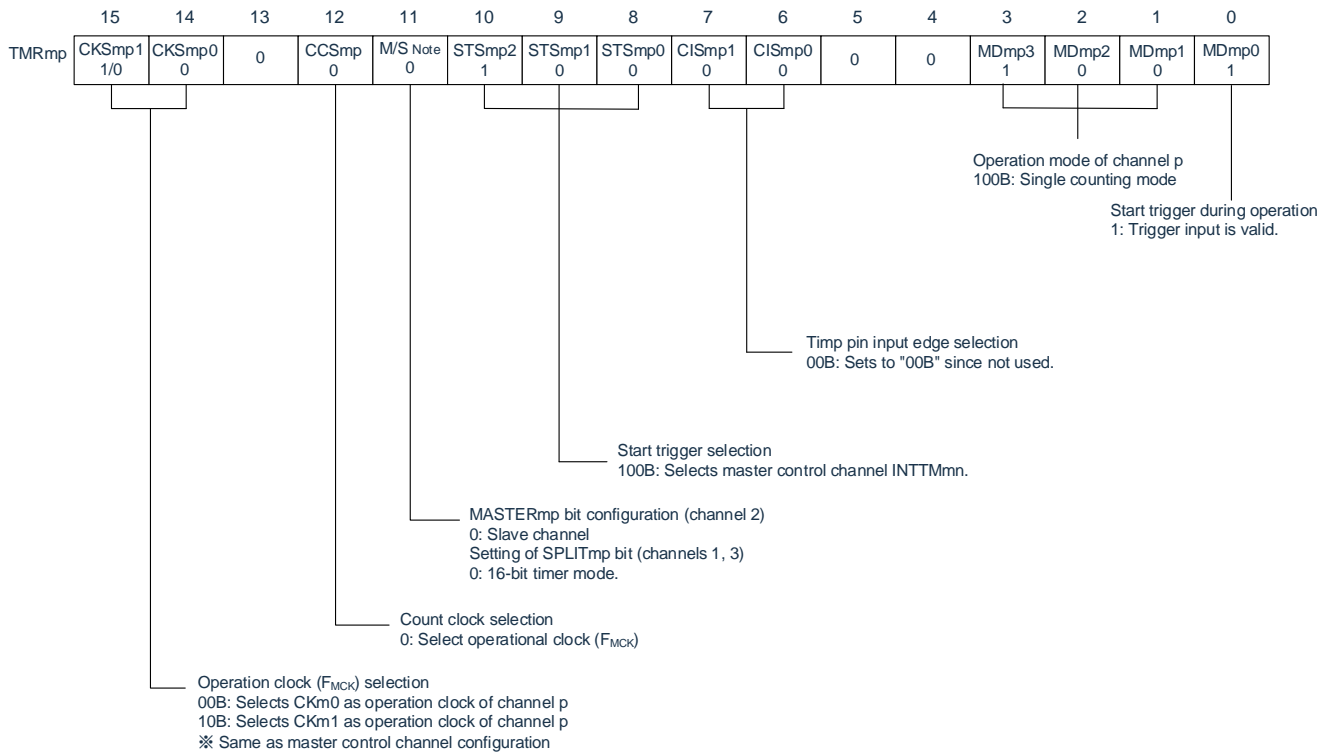 15 14 13 12 11 10 9 8 7 6 5 4 3 2 1 0
TMRmp CKSmp1 CKSmp0 0 CCSmp M/S Note STSmp2 STSmp1 STSmp0 CISmp1 CISmp0 0 0 MDmp3 MDmp2 MDmp1 MDmp0
1/0 0 0 0 1 0 0 0 0 1 0 0 1
Operation mode of channel p
100B: Single counting mode
Start trigger during operation
1: Trigger input is valid.
Timp pin input edge selection
00B: Sets to "00B" since not used.
Start trigger selection
100B: Selects master control channel INTTMmn.
MASTERmp bit configuration (channel 2)
0: Slave channel
Setting of SPLITmp bit (channels 1, 3)
0: 16-bit timer mode.
Count clock selection
0: Select operational clock (FMCK)
Operation clock (FMCK) selection
00B: Selects CKm0 as operation clock of channel p
10B: Selects CKm1 as operation clock of channel p
※ Same as master control channel configuration